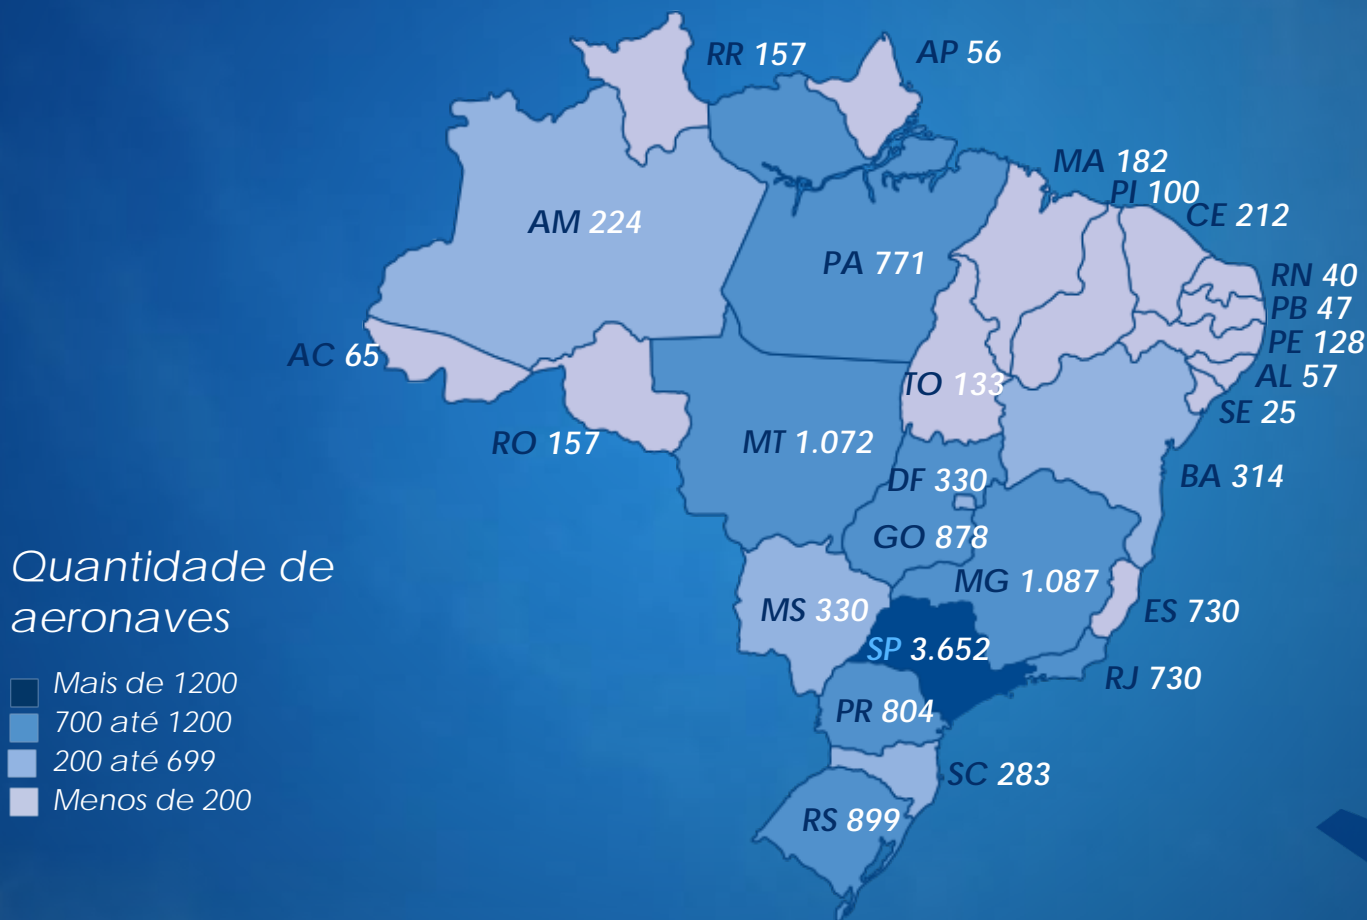 RR 157
AP 56
MA 182
PI 100
CE 212
AM 224
PA 771
RN 40
PB 47
PE 128
AC 65
AL 57
TO 133
SE 25
RO 157
MT 1.072
DF 330
BA 314
GO 878
Quantidade de
aeronaves
MG 1.087
MS 330
ES 730
SP 3.652
RJ 730
Mais de 1200
PR 804
700 até 1200
200 até 699
SC 283
Menos de 200
RS 899